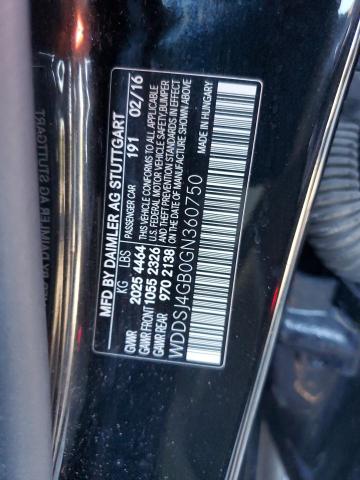 MFD BY DAIMLER AG STUTTGART
PASSENGER CAR 191 02/16
KG LBS
GVWR 2025 4464
GAWR FRONT 1055 2326
GAWR REAR 970 2138
THIS VEHICLE CONFORMS TO ALL APPLICABLE
U.S. FEDERAL MOTOR VEHICLE SAFETY, BUMPER
AND THEFT PREVENTION STANDARDS IN EFFECT
ON THE DATE OF MANUFACTURE SHOWN ABOVE.
WDDSJ4GB0GN360750
MADE IN HUNGARY